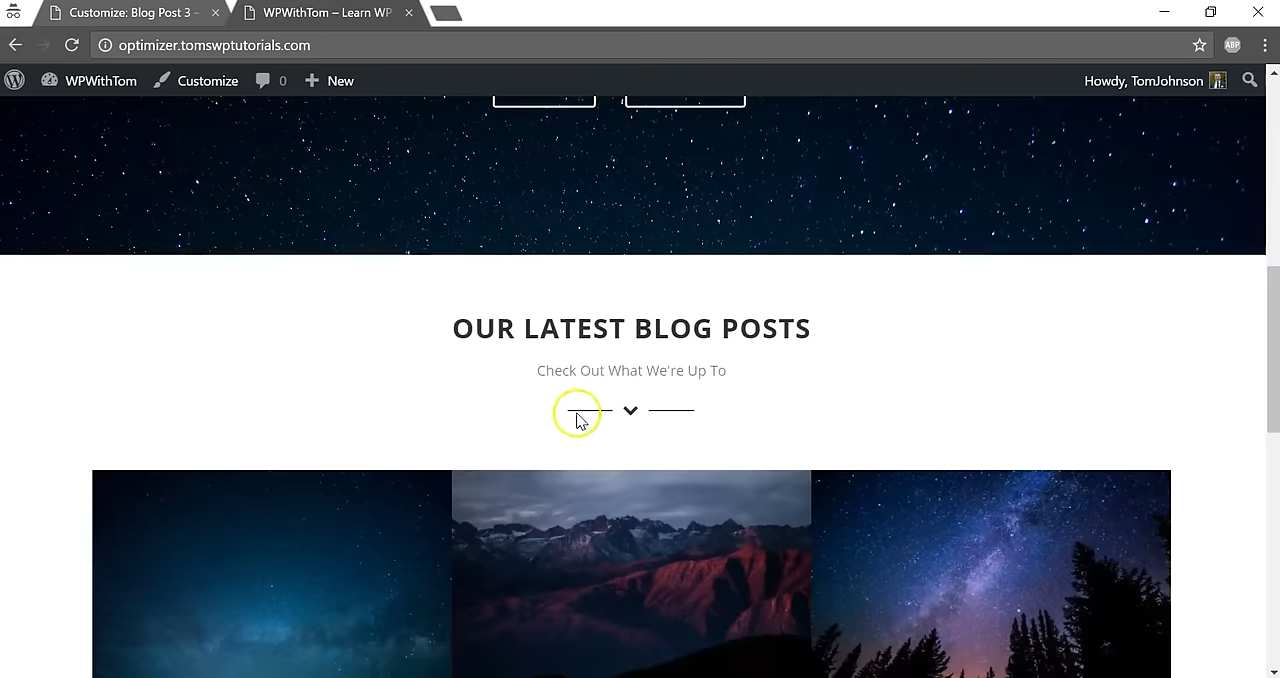 Customize: Blog Post 3 –
WPWithTom – Learn WP
optimizer.tomswptutorials.com
ABP
WPWithTom
Customize
0
New
Howdy, TomJohnson
OUR LATEST BLOG POSTS
Check Out What We're Up To